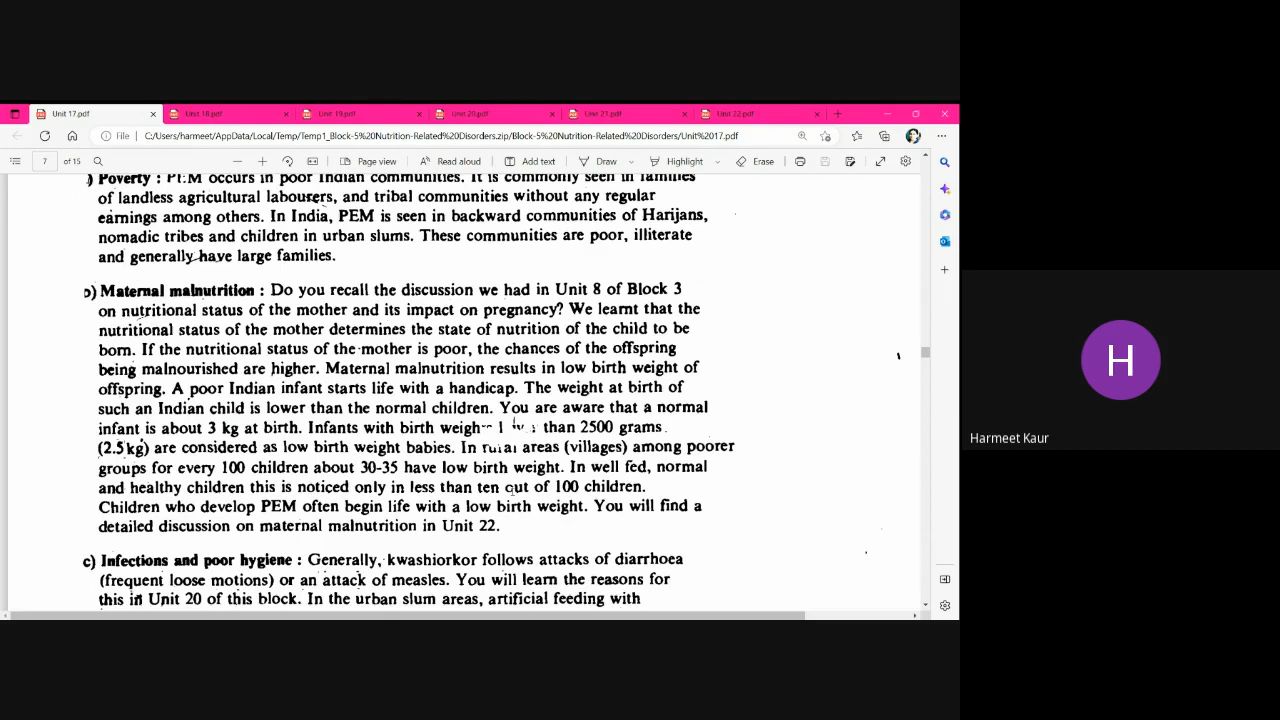 Unit 17.pdf
Unit 18.pdf
Unit 19.pdf
Unit 20.pdf
Unit 21.pdf
Unit 22.pdf
File C:/Users/harmeet/AppData/Local/Temp/Temp1_Block-5%20Nutrition-Related%20Disorders.zip/Block-5%20Nutrition-Related%20Disorders/Unit%2017.pdf
7 of 15 Page view Read aloud Add text Draw Highlight Erase
) Poverty : PEM occurs in poor Indian communities. It is commonly seen in families
of landless agricultural labourers, and tribal communities without any regular
earnings among others. In India, PEM is seen in backward communities of Harijans,
nomadic tribes and children in urban slums. These communities are poor, illiterate
and generally have large families.
b) Maternal malnutrition : Do you recall the discussion we had in Unit 8 of Block 3
on nutritional status of the mother and its impact on pregnancy? We learnt that the
nutritional status of the mother determines the state of nutrition of the child to be
born. If the nutritional status of the mother is poor, the chances of the offspring
being malnourished are higher. Maternal malnutrition results in low birth weight of
offspring. A poor Indian infant starts life with a handicap. The weight at birth of
such an Indian child is lower than the normal children. You are aware that a normal
infant is about 3 kg at birth. Infants with birth than 2500 grams
(2.5 kg) are considered as low birth weight babies. In rural areas (villages) among poorer
groups for every 100 children about 30-35 have low birth weight. In well fed, normal
and healthy children this is noticed only in less than ten out of 100 children.
Children who develop PEM often begin life with a low birth weight. You will find a
detailed discussion on maternal malnutrition in Unit 22.
c) Infections and poor hygiene : Generally, kwashiorkor follows attacks of diarrhoea
(frequent loose motions) or an attack of measles. You will learn the reasons for
this in Unit 20 of this block. In the urban slum areas, artificial feeding with
H
Harmeet Kaur